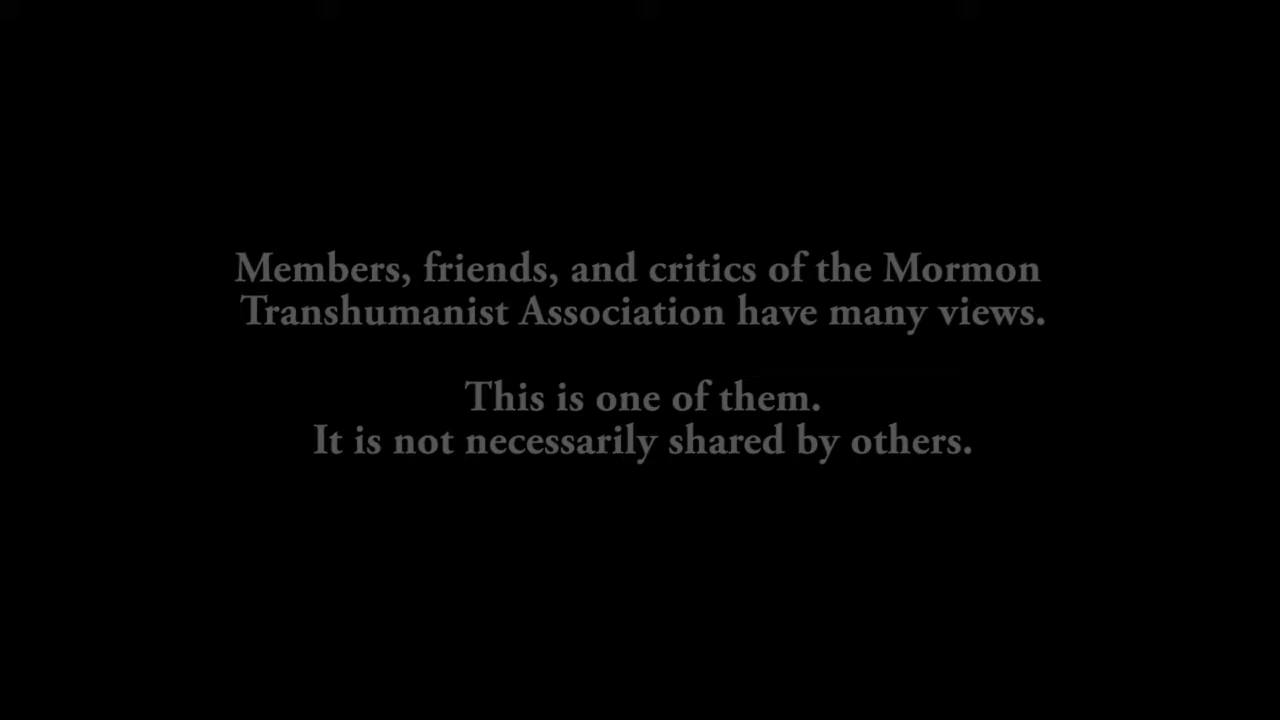 Members, friends, and critics of the Mormon
Transhumanist Association have many views.
This is one of them.
It is not necessarily shared by others.